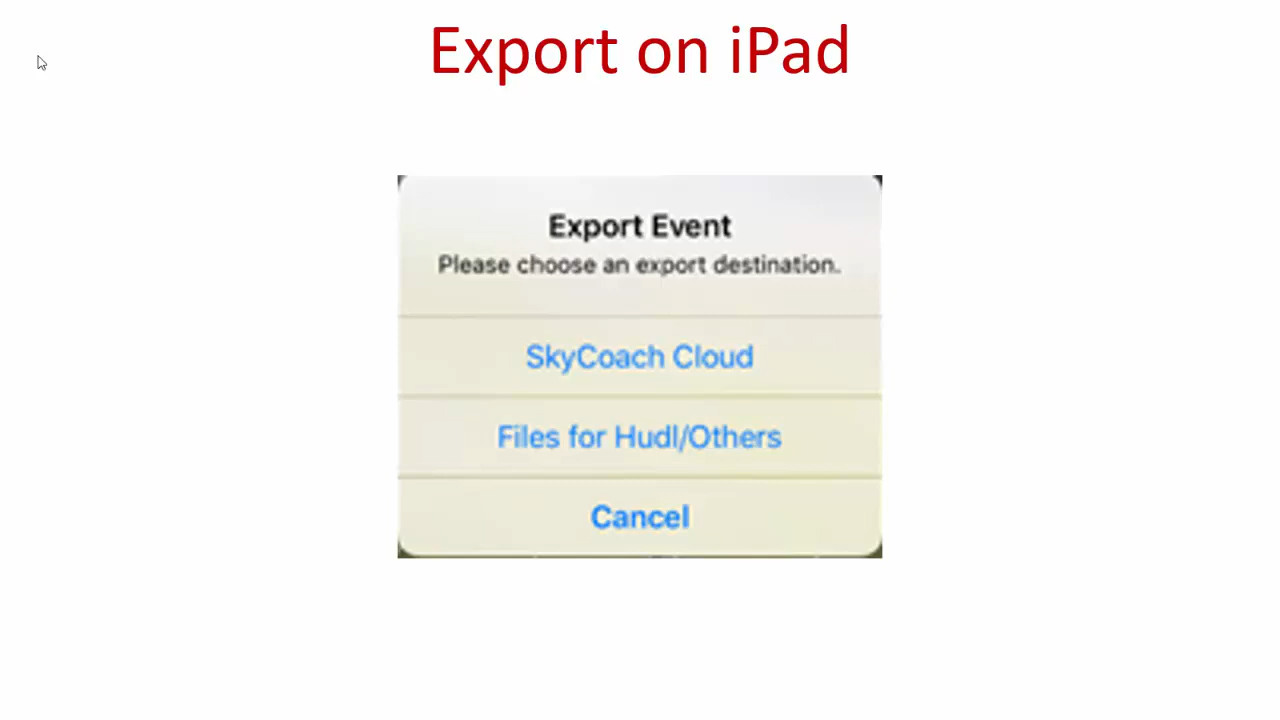 Export on iPad
Export Event
Please choose an export destination.
SkyCoach Cloud
Files for Hudl/Others
Cancel